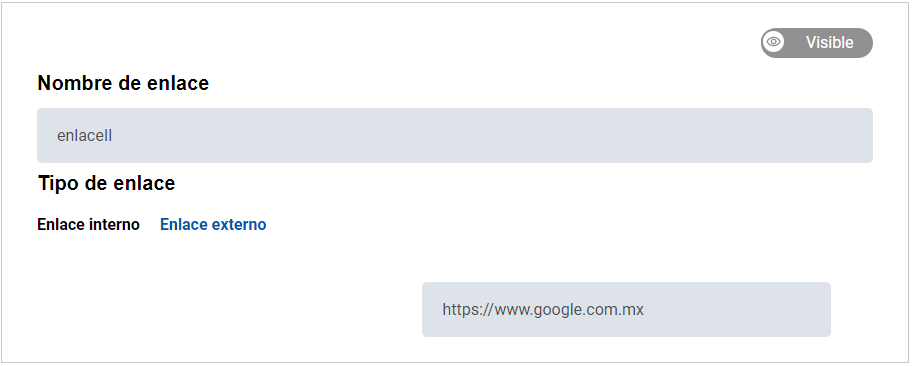 Visible
Nombre de enlace
enlacell
Tipo de enlace
Enlace interno Enlace externo
https://www.google.com.mx